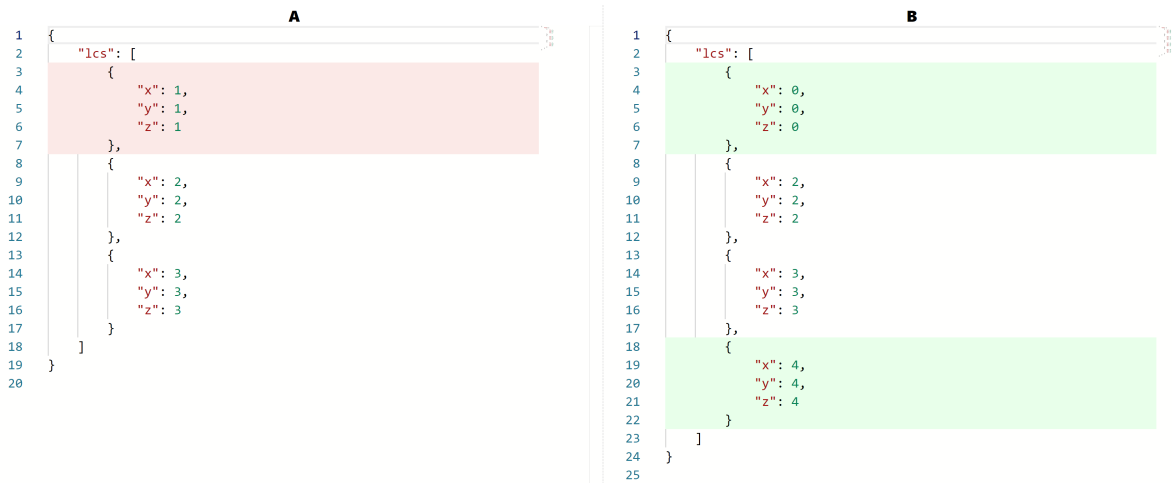 A
1 {
2     "lcs": [
3         {
4             "x": 1,
5             "y": 1,
6             "z": 1
7         },
8         {
9             "x": 2,
10             "y": 2,
11             "z": 2
12         },
13         {
14             "x": 3,
15             "y": 3,
16             "z": 3
17         }
18     ]
19 }
20
B
1 {
2     "lcs": [
3         {
4             "x": 0,
5             "y": 0,
6             "z": 0
7         },
8         {
9             "x": 2,
10             "y": 2,
11             "z": 2
12         },
13         {
14             "x": 3,
15             "y": 3,
16             "z": 3
17         },
18         {
19             "x": 4,
20             "y": 4,
21             "z": 4
22         }
23     ]
24 }
25